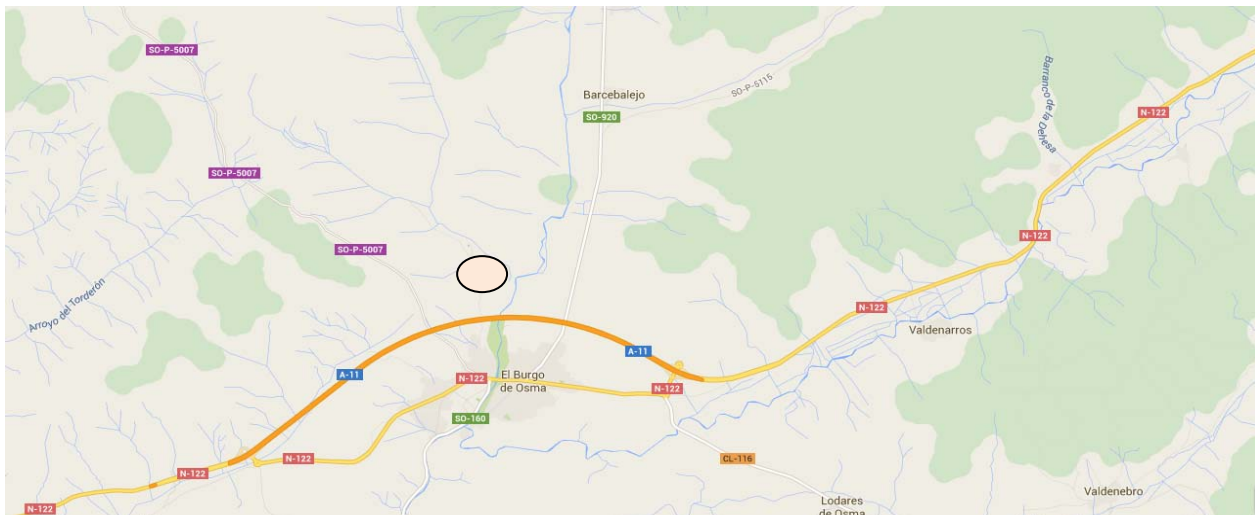 SO-P-5007
Barcebalejo
SO-P-5115
SO-920
Barranco de la Dehesa
N-122
SO-P-5007
N-122
SO-P-5007
Arroyo del Torderón
N-122
Valdenarros
A-11
A-11
N-122
El Burgo
de Osma
N-122
SO-160
N-122
N-122
CL-116
Valdenebro
Lodares
de Osma
N-122